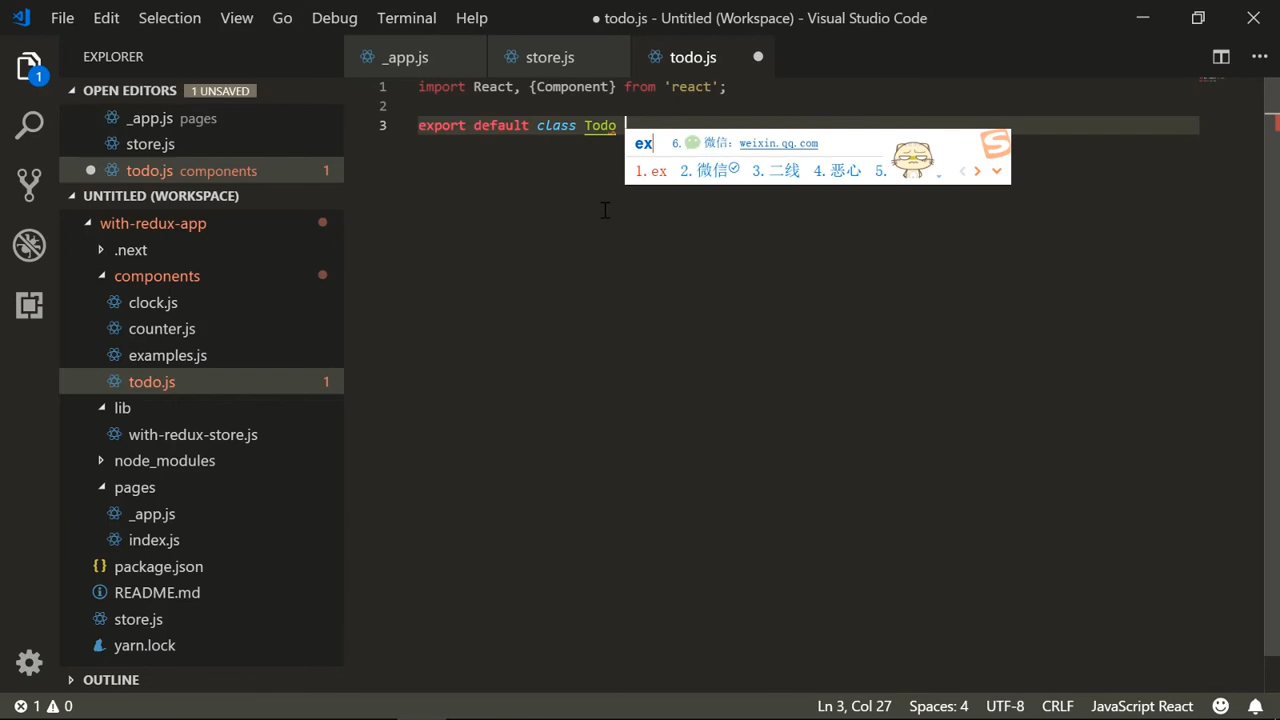 File Edit Selection View Go Debug Terminal Help
● todo.js - Untitled (Workspace) - Visual Studio Code
1
EXPLORER
OPEN EDITORS 1 UNSAVED
_app.js pages
store.js
todo.js components 1
UNTITLED (WORKSPACE)
with-redux-app
.next
components
clock.js
counter.js
examples.js
todo.js 1
lib
with-redux-store.js
node_modules
pages
_app.js
index.js
{} package.json
README.md
store.js
yarn.lock
OUTLINE
_app.js store.js todo.js
1 import React, {Component} from 'react';
2
3 export default class Todo
ex 6. 微信: weixin.qq.com
1.ex 2.微信 3.二线 4.恶心 5.
S
1 0 Ln 3, Col 27 Spaces: 4 UTF-8 CRLF JavaScript React